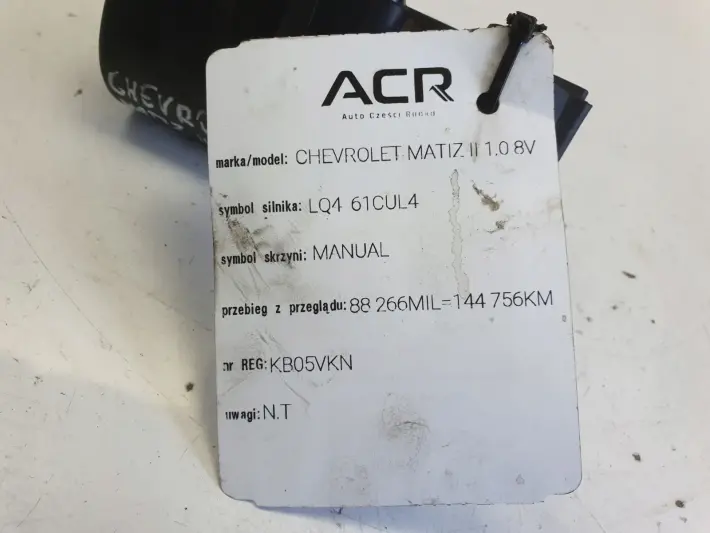 CHEVRO
ACR
Auto Części
marka/model: CHEVROLET MATIZ II 1.0 8V
symbol silnika: LQ4 61CUL4
symbol skrzyni: MANUAL
przebieg z przeglądu: 88 266MIL=144 756KM
nr REG: KB05VKN
uwagi: N.T